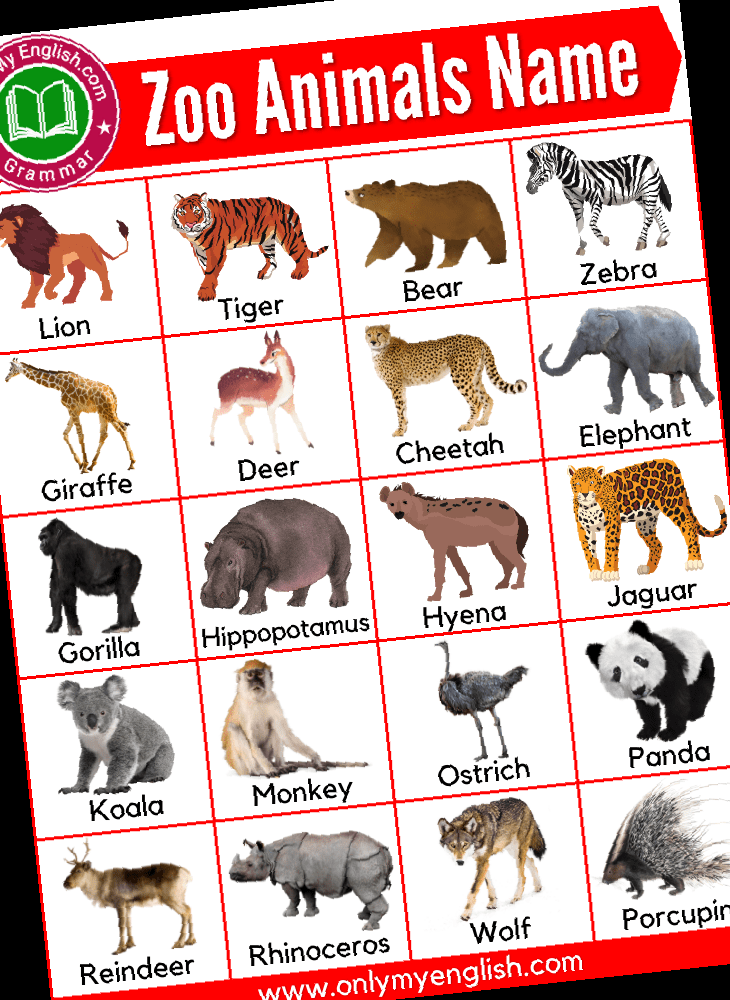 My English.com
Grammar
Zoo Animals Name
Lion
Tiger
Bear
Zebra
Giraffe
Deer
Cheetah
Elephant
Gorilla
Hippopotamus
Hyena
Jaguar
Koala
Monkey
Ostrich
Panda
Reindeer
Rhinoceros
Wolf
Porcupin
www.onlymyenglish.com